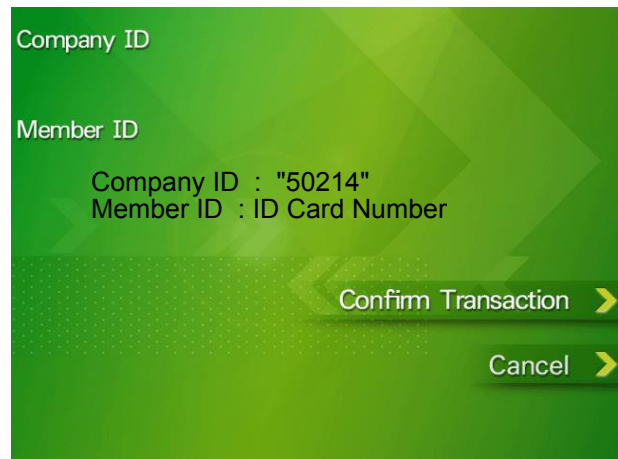 Company ID
Member ID
Company ID : "50214"
Member ID : ID Card Number
Confirm Transaction
Cancel